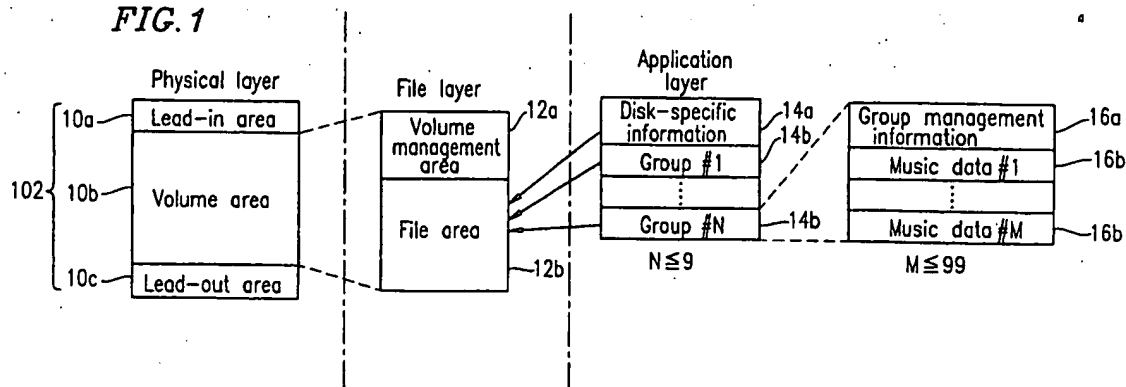 FIG. 1
Physical layer
102
10a
Lead-in area
10b
Volume area
10c
Lead-out area
File layer
12a
Volume
management
area
File area
12b
Application
layer
Disk-specific
information
14a
14b
Group #1
Group #N
14b
N≦9
Group management
information
16a
Music data #1
16b
Music data #M
16b
M≦99